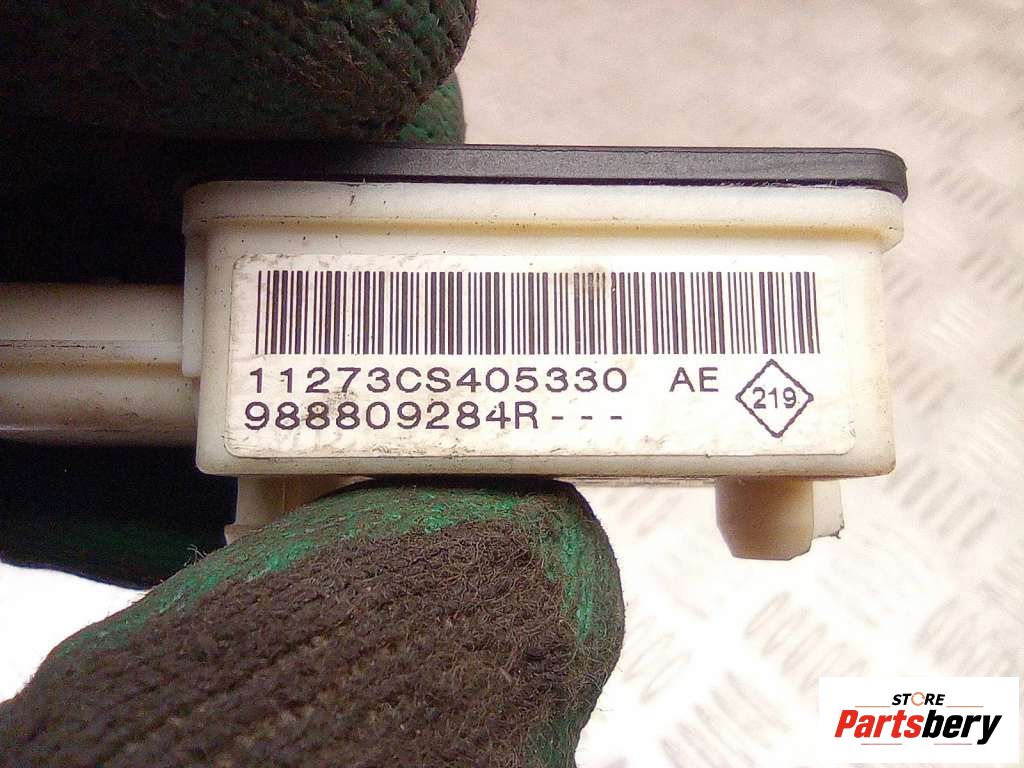 11273CS405330 AE 219
988809284R---
STORE
Partsbery